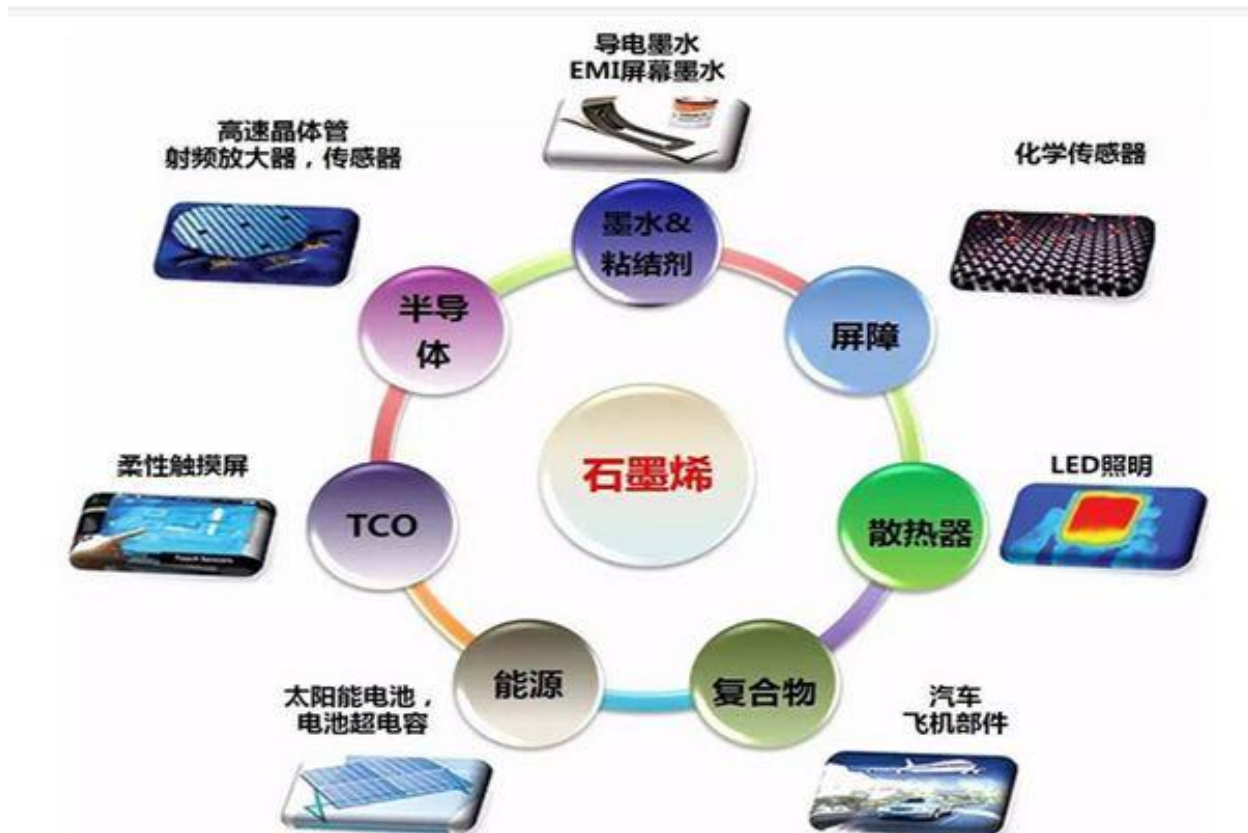 导电墨水
EMI屏幕墨水
高速晶体管
射频放大器，传感器
化学传感器
墨水&
粘结剂
半导
体
屏障
石墨烯
柔性触摸屏
LED照明
TCO
散热器
能源
复合物
太阳能电池，
电池超电容
汽车
飞机部件